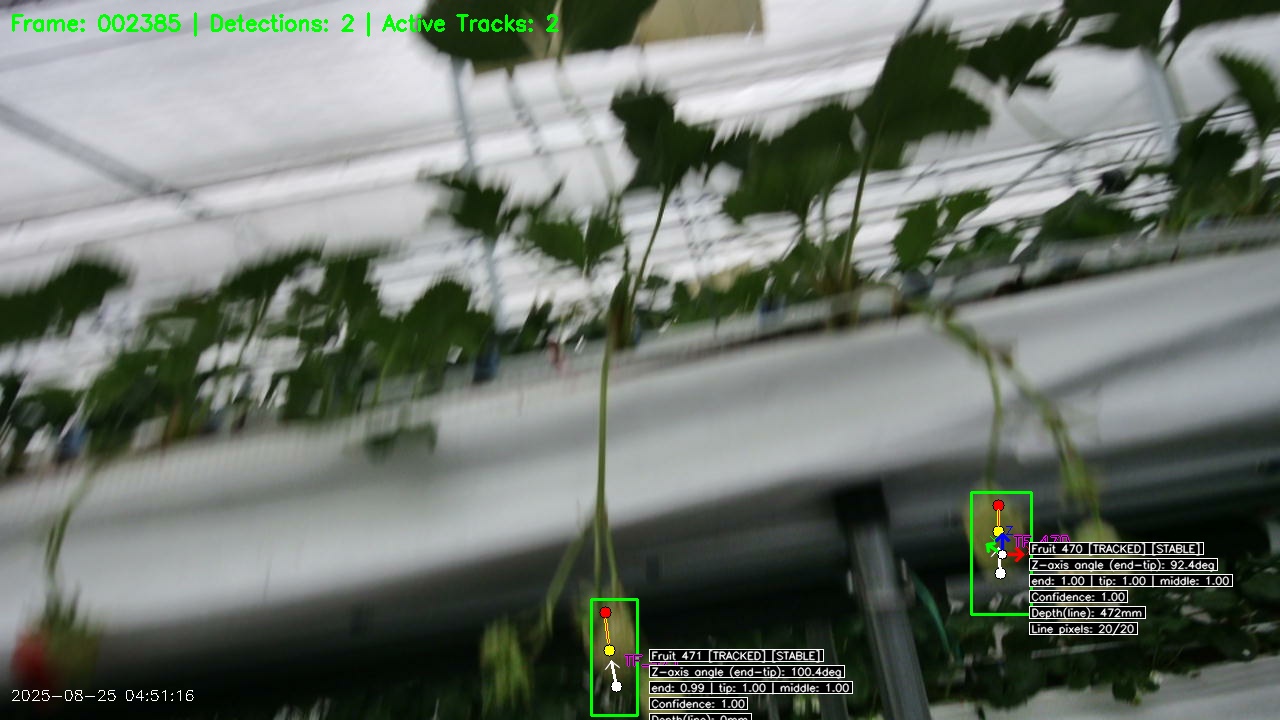 Frame: 002385 | Detections: 2 | Active Tracks: 2
Z
Fruit 470 [TRACKED] [STABLE]
Z-axis angle (end-tip): 92.4deg
end: 1.00 | tip: 1.00 | middle: 1.00
Confidence: 1.00
Depth(line): 472mm
Line pixels: 20/20
Fruit 471 [TRACKED] [STABLE]
Z-axis angle (end-tip): 100.4deg
end: 0.99 | tip: 1.00 | middle: 1.00
Confidence: 1.00
Depth(line): 0mm
2025-08-25 04:51:16